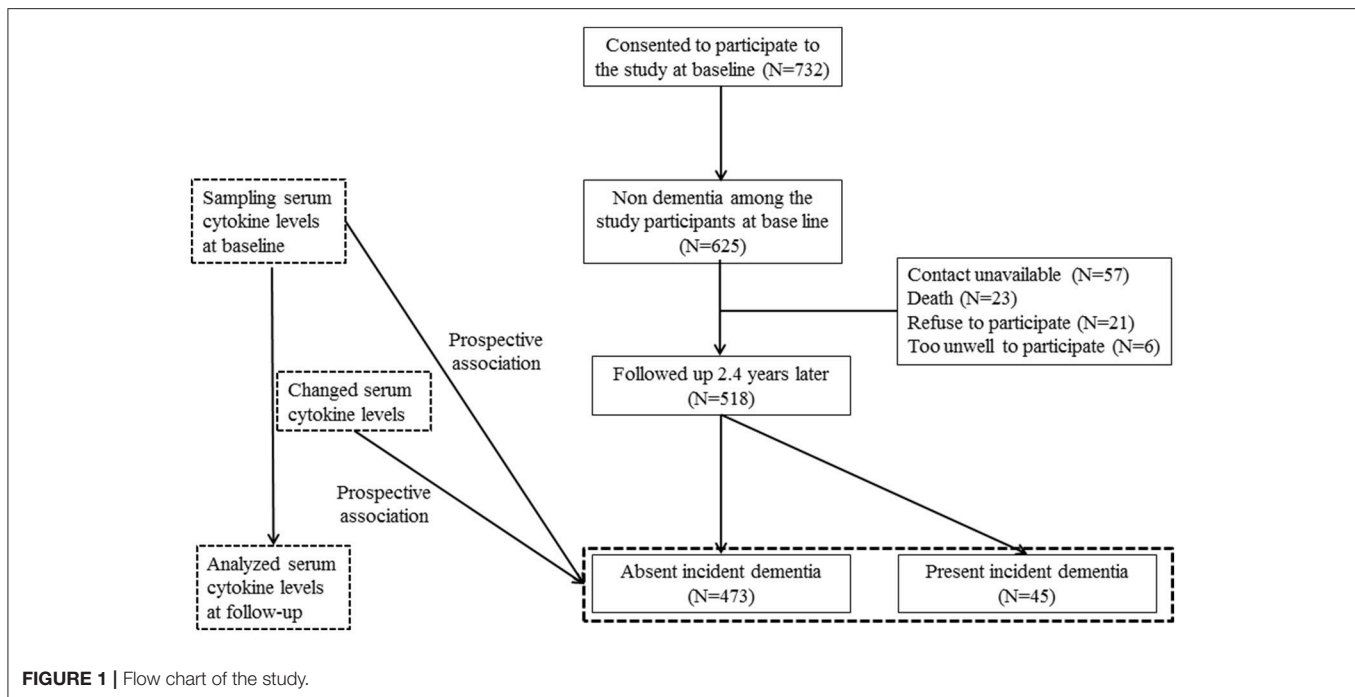 Consented to participate to
the study at baseline (N=732)
Sampling serum
cytokine levels
at baseline
Non dementia among the
study participants at base line
(N=625)
Contact unavailable (N=57)
Death (N=23)
Refuse to participate (N=21)
Too unwell to participate (N=6)
Prospective
association
Followed up 2.4 years later
(N=518)
Changed serum
cytokine levels
Prospective
association
Analyzed serum
cytokine levels
at follow-up
Absent incident dementia
(N=473)
Present incident dementia
(N=45)
FIGURE 1 | Flow chart of the study.